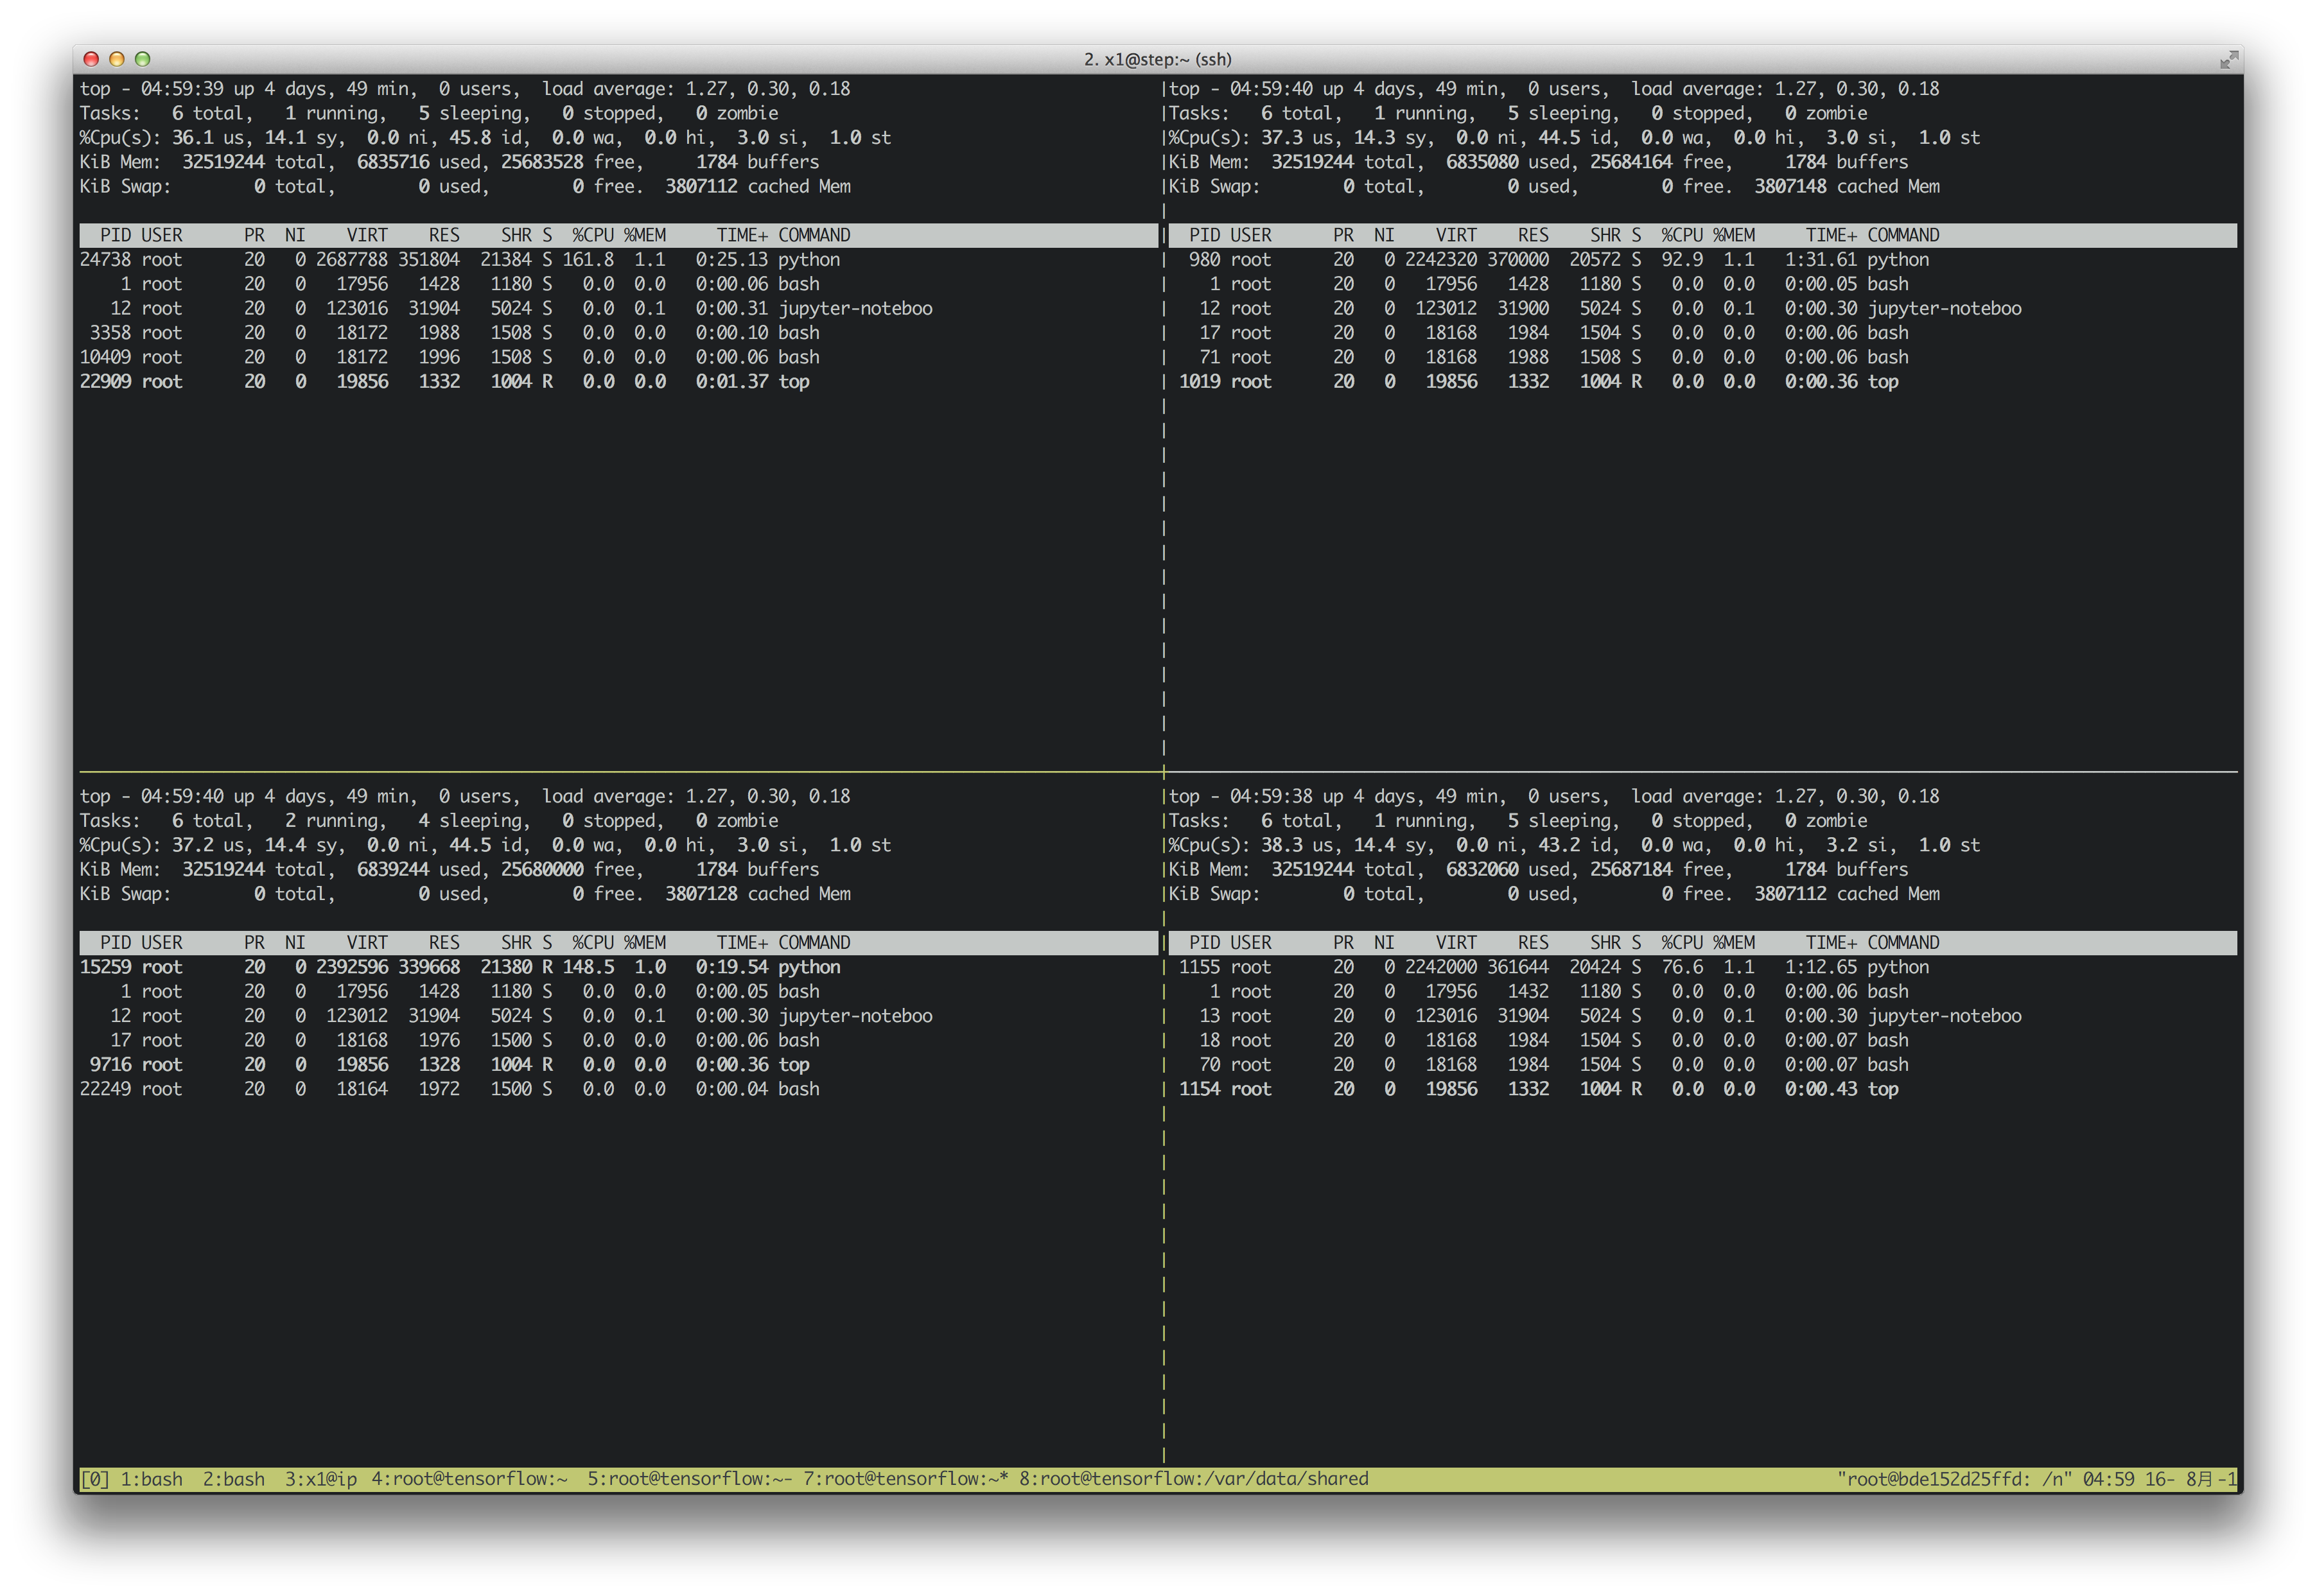 2. x1@step:~ (ssh)
top - 04:59:39 up 4 days, 49 min,  0 users,  load average: 1.27, 0.30, 0.18
Tasks:   6 total,   1 running,   5 sleeping,   0 stopped,   0 zombie
%Cpu(s): 36.1 us, 14.1 sy,  0.0 ni, 45.8 id,  0.0 wa,  0.0 hi,  3.0 si,  1.0 st
KiB Mem:  32519244 total,  6835716 used, 25683528 free,     1784 buffers
KiB Swap:        0 total,        0 used,        0 free.  3807112 cached Mem
PID USER      PR  NI    VIRT    RES    SHR S  %CPU %MEM     TIME+ COMMAND
24738 root      20   0 2687788 351804  21384 S 161.8  1.1   0:25.13 python
1 root      20   0   17956   1428   1180 S   0.0  0.0   0:00.06 bash
12 root      20   0  123016  31904   5024 S   0.0  0.1   0:00.31 jupyter-noteboo
3358 root      20   0   18172   1988   1508 S   0.0  0.0   0:00.10 bash
10409 root      20   0   18172   1996   1508 S   0.0  0.0   0:00.06 bash
22909 root      20   0   19856   1332   1004 R   0.0  0.0   0:01.37 top
top - 04:59:40 up 4 days, 49 min,  0 users,  load average: 1.27, 0.30, 0.18
Tasks:   6 total,   1 running,   5 sleeping,   0 stopped,   0 zombie
%Cpu(s): 37.3 us, 14.3 sy,  0.0 ni, 44.5 id,  0.0 wa,  0.0 hi,  3.0 si,  1.0 st
KiB Mem:  32519244 total,  6835080 used, 25684164 free,     1784 buffers
KiB Swap:        0 total,        0 used,        0 free.  3807148 cached Mem
PID USER      PR  NI    VIRT    RES    SHR S  %CPU %MEM     TIME+ COMMAND
980 root      20   0 2242320 370000  20572 S  92.9  1.1   1:31.61 python
1 root      20   0   17956   1428   1180 S   0.0  0.0   0:00.05 bash
12 root      20   0  123012  31900   5024 S   0.0  0.1   0:00.30 jupyter-noteboo
17 root      20   0   18168   1984   1504 S   0.0  0.0   0:00.06 bash
71 root      20   0   18168   1988   1508 S   0.0  0.0   0:00.06 bash
1019 root      20   0   19856   1332   1004 R   0.0  0.0   0:00.36 top
top - 04:59:40 up 4 days, 49 min,  0 users,  load average: 1.27, 0.30, 0.18
Tasks:   6 total,   2 running,   4 sleeping,   0 stopped,   0 zombie
%Cpu(s): 37.2 us, 14.4 sy,  0.0 ni, 44.5 id,  0.0 wa,  0.0 hi,  3.0 si,  1.0 st
KiB Mem:  32519244 total,  6839244 used, 25680000 free,     1784 buffers
KiB Swap:        0 total,        0 used,        0 free.  3807128 cached Mem
PID USER      PR  NI    VIRT    RES    SHR S  %CPU %MEM     TIME+ COMMAND
15259 root      20   0 2392596 339668  21380 R 148.5  1.0   0:19.54 python
1 root      20   0   17956   1428   1180 S   0.0  0.0   0:00.05 bash
12 root      20   0  123012  31904   5024 S   0.0  0.1   0:00.30 jupyter-noteboo
17 root      20   0   18168   1976   1500 S   0.0  0.0   0:00.06 bash
9716 root      20   0   19856   1328   1004 R   0.0  0.0   0:00.36 top
22249 root      20   0   18164   1972   1500 S   0.0  0.0   0:00.04 bash
top - 04:59:38 up 4 days, 49 min,  0 users,  load average: 1.27, 0.30, 0.18
Tasks:   6 total,   1 running,   5 sleeping,   0 stopped,   0 zombie
%Cpu(s): 38.3 us, 14.4 sy,  0.0 ni, 43.2 id,  0.0 wa,  0.0 hi,  3.2 si,  1.0 st
KiB Mem:  32519244 total,  6832060 used, 25687184 free,     1784 buffers
KiB Swap:        0 total,        0 used,        0 free.  3807112 cached Mem
PID USER      PR  NI    VIRT    RES    SHR S  %CPU %MEM     TIME+ COMMAND
1155 root      20   0 2242000 361644  20424 S  76.6  1.1   1:12.65 python
1 root      20   0   17956   1432   1180 S   0.0  0.0   0:00.06 bash
13 root      20   0  123016  31904   5024 S   0.0  0.1   0:00.30 jupyter-noteboo
18 root      20   0   18168   1984   1504 S   0.0  0.0   0:00.07 bash
70 root      20   0   18168   1984   1504 S   0.0  0.0   0:00.07 bash
1154 root      20   0   19856   1332   1004 R   0.0  0.0   0:00.43 top
[0] 1:bash  2:bash  3:x1@ip  4:root@tensorflow:~  5:root@tensorflow:~- 7:root@tensorflow:~* 8:root@tensorflow:/var/data/shared "root@bde152d25ffd: /n" 04:59 16- 8月-1